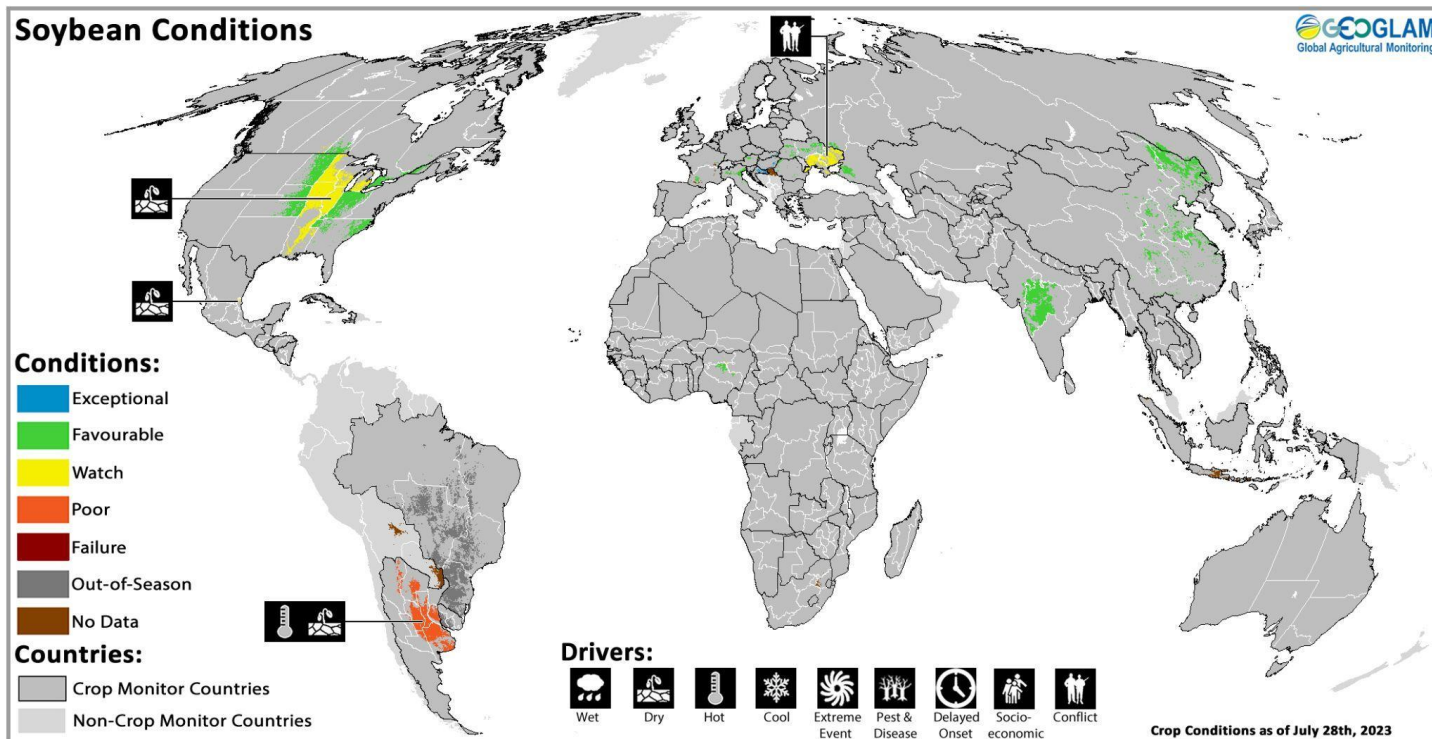 Soybean Conditions
GEOGLAM
Global Agricultural Monitoring
Conditions:
Exceptional
Favourable
Watch
Poor
Failure
Out-of-Season
No Data
Countries:
Crop Monitor Countries
Non-Crop Monitor Countries
Drivers:
Wet
Dry
Hot
Cool
Extreme
Event
Pest &
Disease
Delayed
Onset
Socio-
economic
Conflict
Crop Conditions as of July 28th, 2023